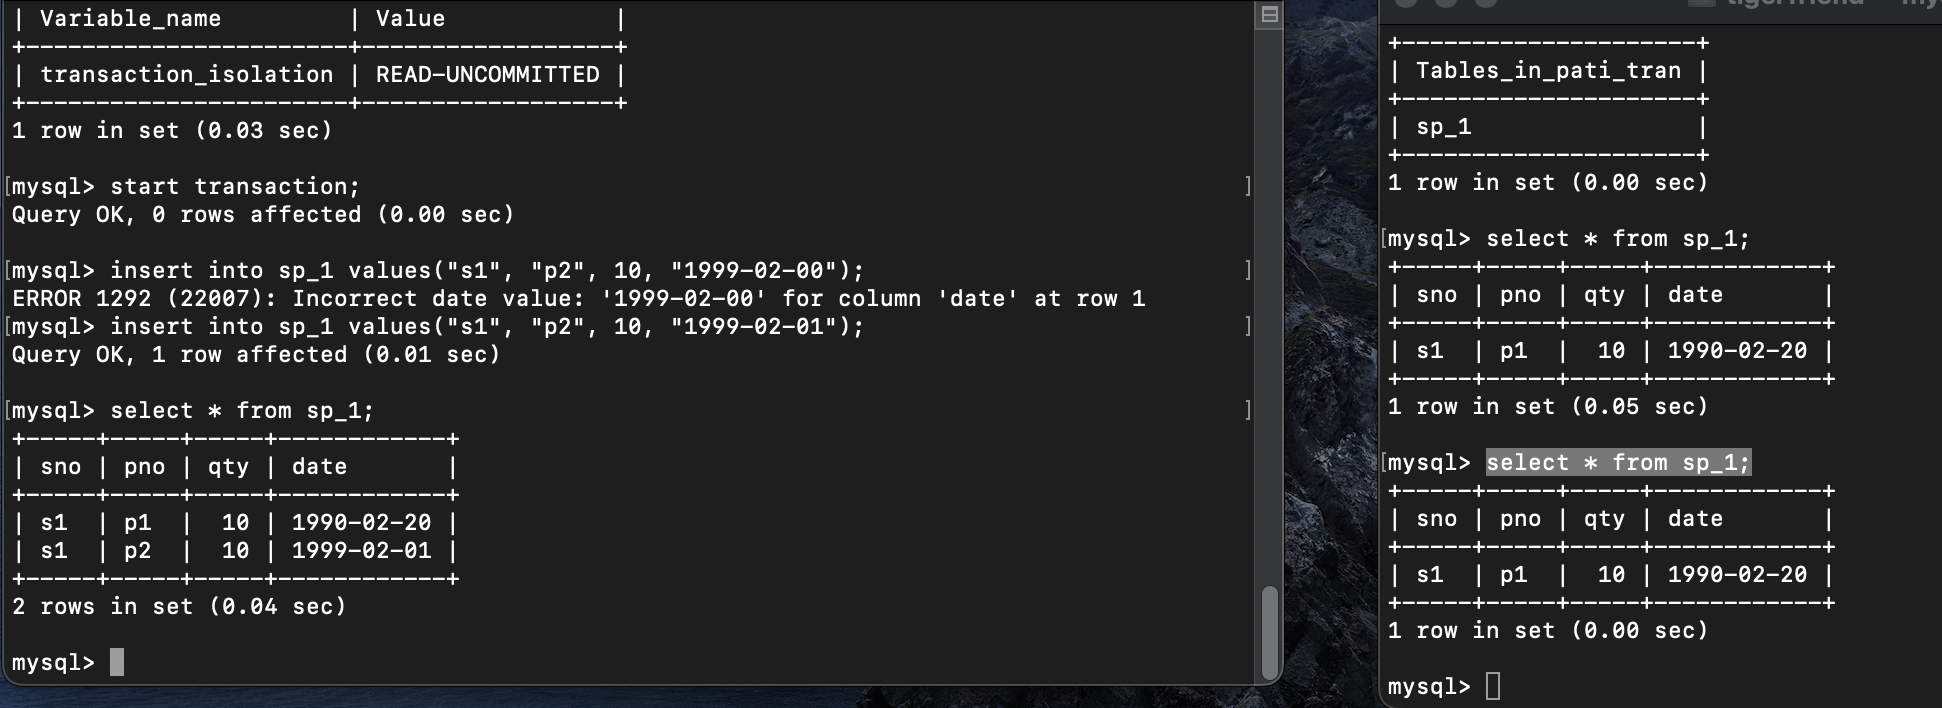 | Variable_name         | Value            |
+-----------------------+------------------+
| transaction_isolation | READ-UNCOMMITTED |
+-----------------------+------------------+
1 row in set (0.03 sec)
[mysql> start transaction; ]
Query OK, 0 rows affected (0.00 sec)
[mysql> insert into sp_1 values("s1", "p2", 10, "1999-02-00"); ]
ERROR 1292 (22007): Incorrect date value: '1999-02-00' for column 'date' at row 1
[mysql> insert into sp_1 values("s1", "p2", 10, "1999-02-01"); ]
Query OK, 1 row affected (0.01 sec)
[mysql> select * from sp_1; ]
+-----+-----+-----+------------+
| sno | pno | qty | date       |
+-----+-----+-----+------------+
| s1  | p1  |  10 | 1990-02-20 |
| s1  | p2  |  10 | 1999-02-01 |
+-----+-----+-----+------------+
2 rows in set (0.04 sec)
mysql>
+---------------------+
| Tables_in_pati_tran |
+---------------------+
| sp_1                |
+---------------------+
1 row in set (0.00 sec)
[mysql> select * from sp_1;
+-----+-----+-----+------------+
| sno | pno | qty | date       |
+-----+-----+-----+------------+
| s1  | p1  |  10 | 1990-02-20 |
+-----+-----+-----+------------+
1 row in set (0.05 sec)
[mysql> select * from sp_1;
+-----+-----+-----+------------+
| sno | pno | qty | date       |
+-----+-----+-----+------------+
| s1  | p1  |  10 | 1990-02-20 |
+-----+-----+-----+------------+
1 row in set (0.00 sec)
mysql>